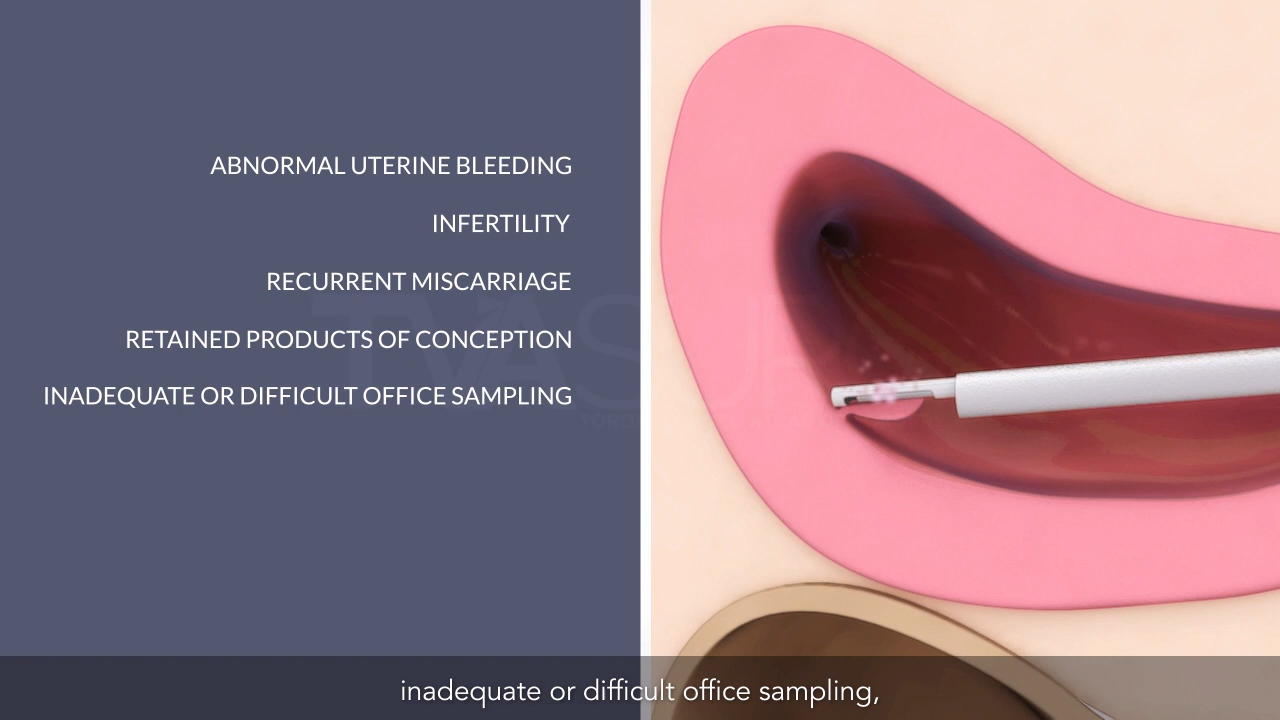 ABNORMAL UTERINE BLEEDING
INFERTILITY
RECURRENT MISCARRIAGE
RETAINED PRODUCTS OF CONCEPTION
INADEQUATE OR DIFFICULT OFFICE SAMPLING
inadequate or difficult office sampling,